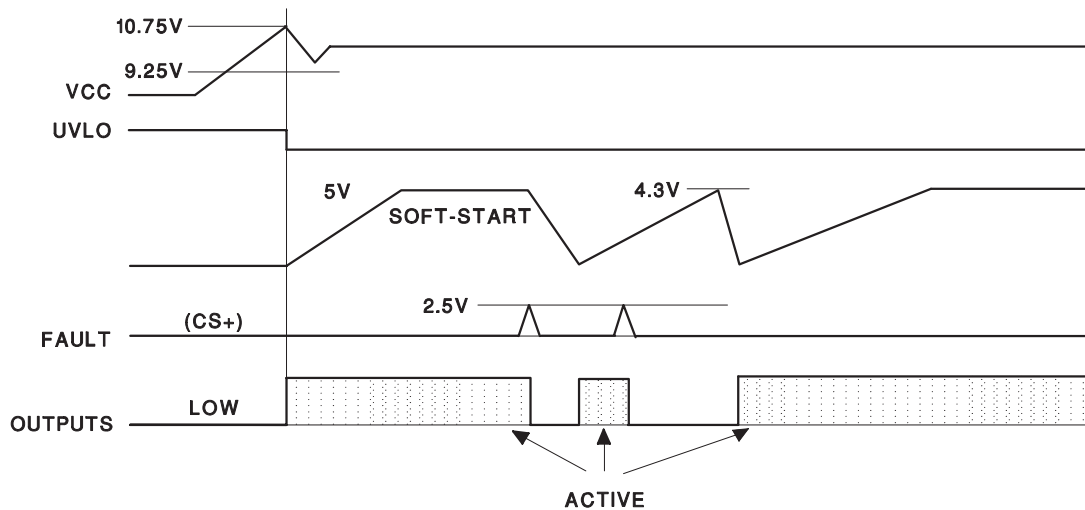 10.75V
9.25V
VCC
UVLO
5V
4.3V
SOFT-START
2.5V
(CS+)
FAULT
LOW
OUTPUTS
ACTIVE